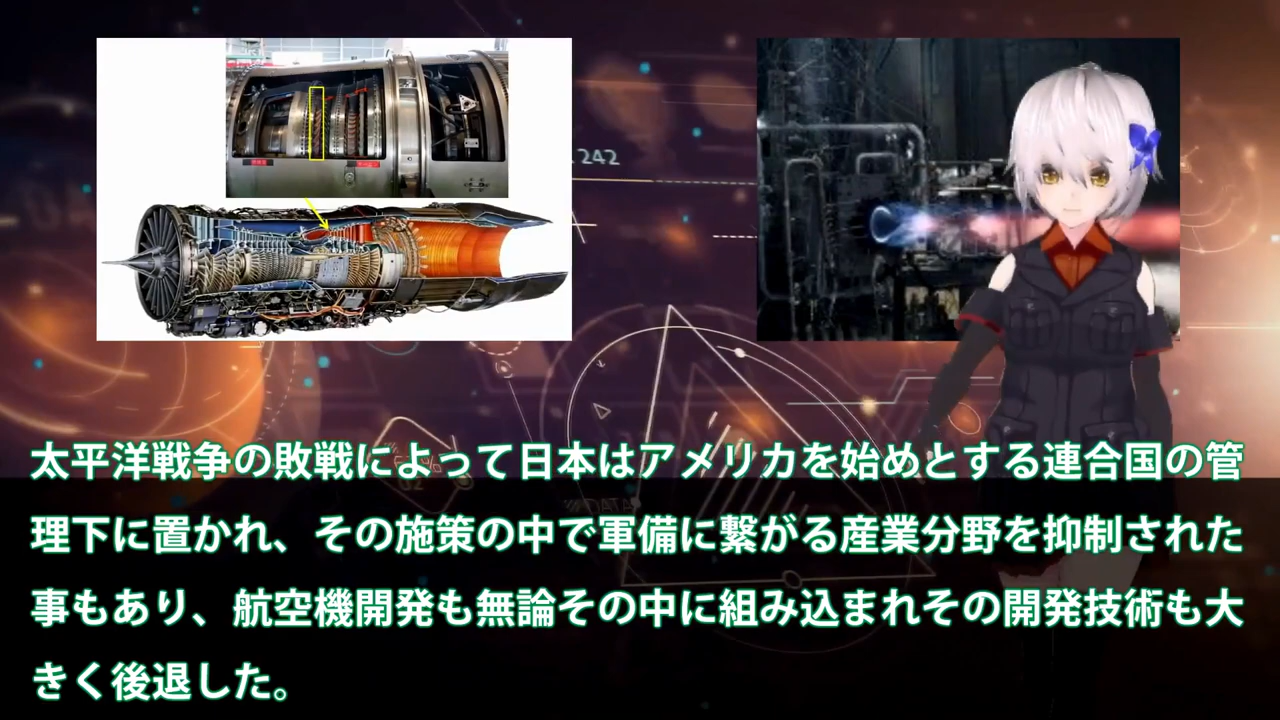 242
太平洋戦争の敗戦によって日本はアメリカを始めとする連合国の管
理下に置かれ、その施策の中で軍備に繋がる産業分野を抑制された
事もあり、航空機開発も無論その中に組み込まれその開発技術も大
きく後退した。